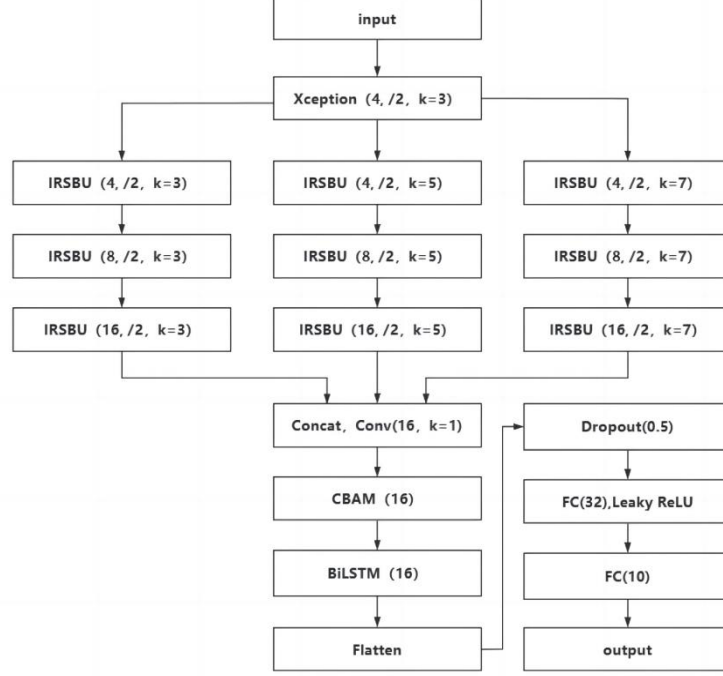 input
Xception (4, /2, k=3)
IRSBU (4, /2, k=3)
IRSBU (4, /2, k=5)
IRSBU (4, /2, k=7)
IRSBU (8, /2, k=3)
IRSBU (8, /2, k=5)
IRSBU (8, /2, k=7)
IRSBU (16, /2, k=3)
IRSBU (16, /2, k=5)
IRSBU (16, /2, k=7)
Concat, Conv(16, k=1)
CBAM (16)
BiLSTM (16)
Flatten
Dropout(0.5)
FC(32),Leaky ReLU
FC(10)
output